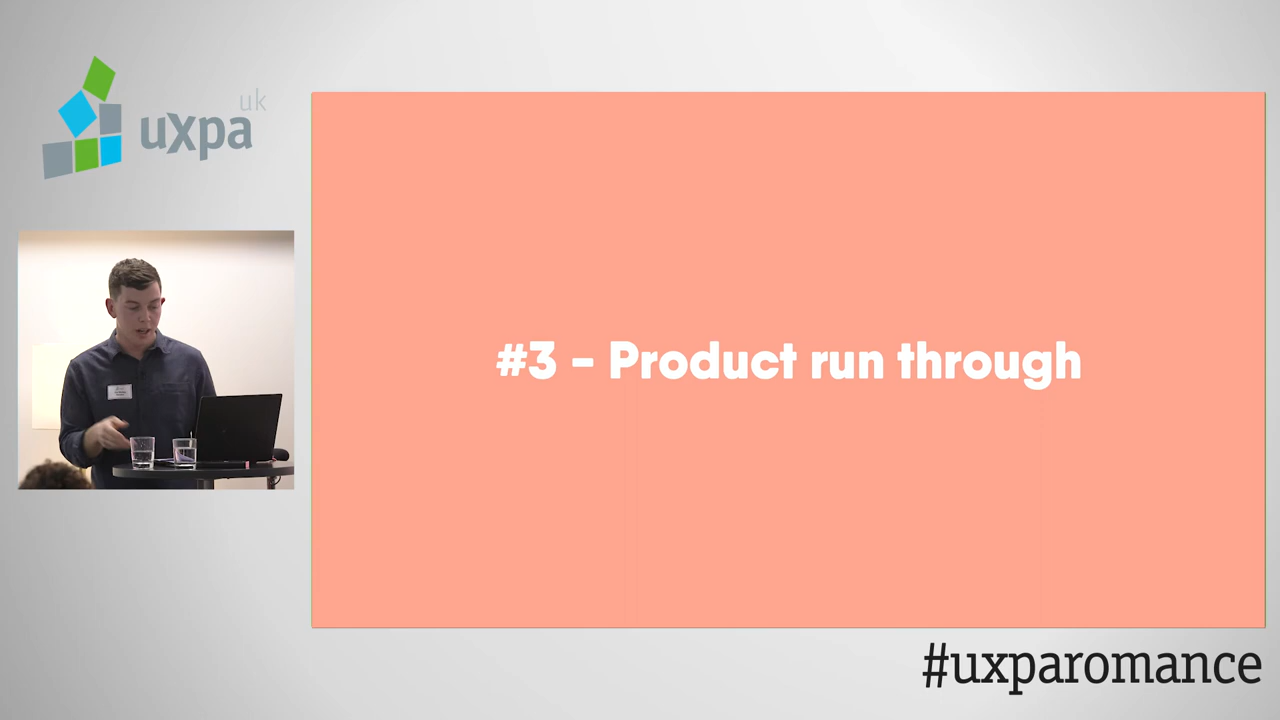 uk
uxpa
#3 - Product run through
#uxparomance